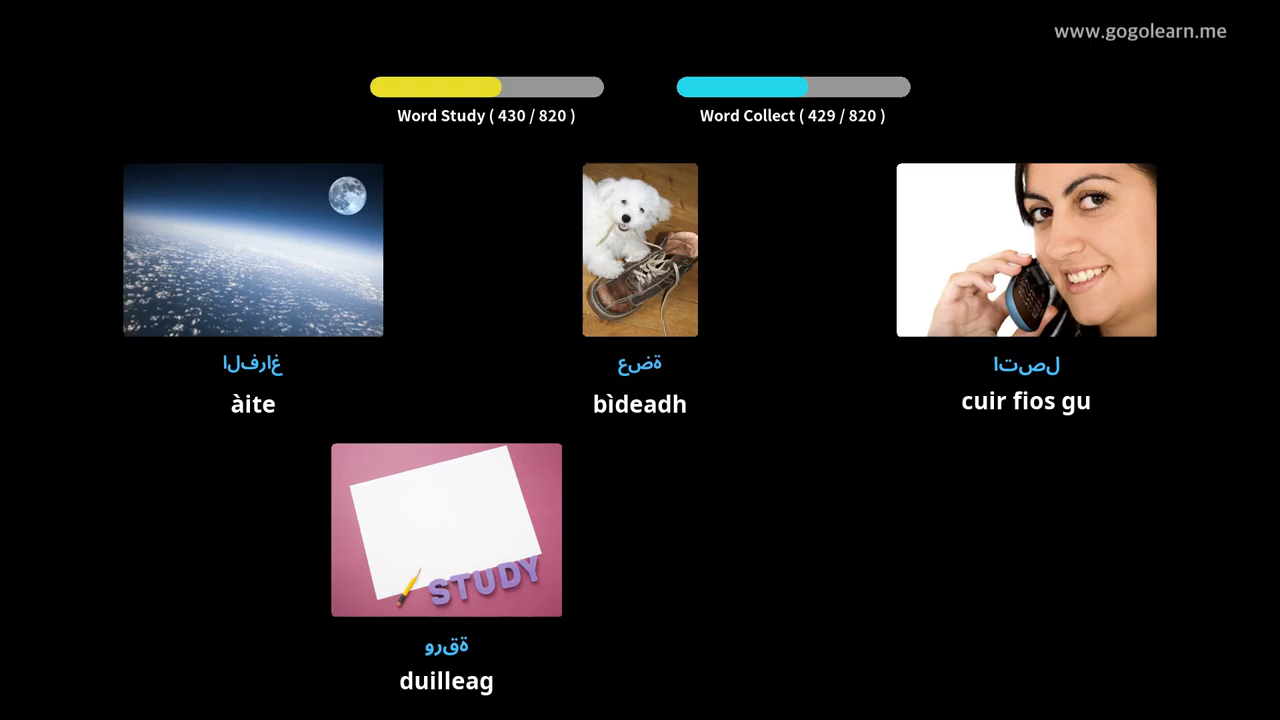 www.gogolearn.me
Word Study ( 430 / 820 )
Word Collect ( 429 / 820 )
الفراغ
àite
عضة
bìdeadh
اتصل
cuir fios gu
STUDY
ورقة
duilleag